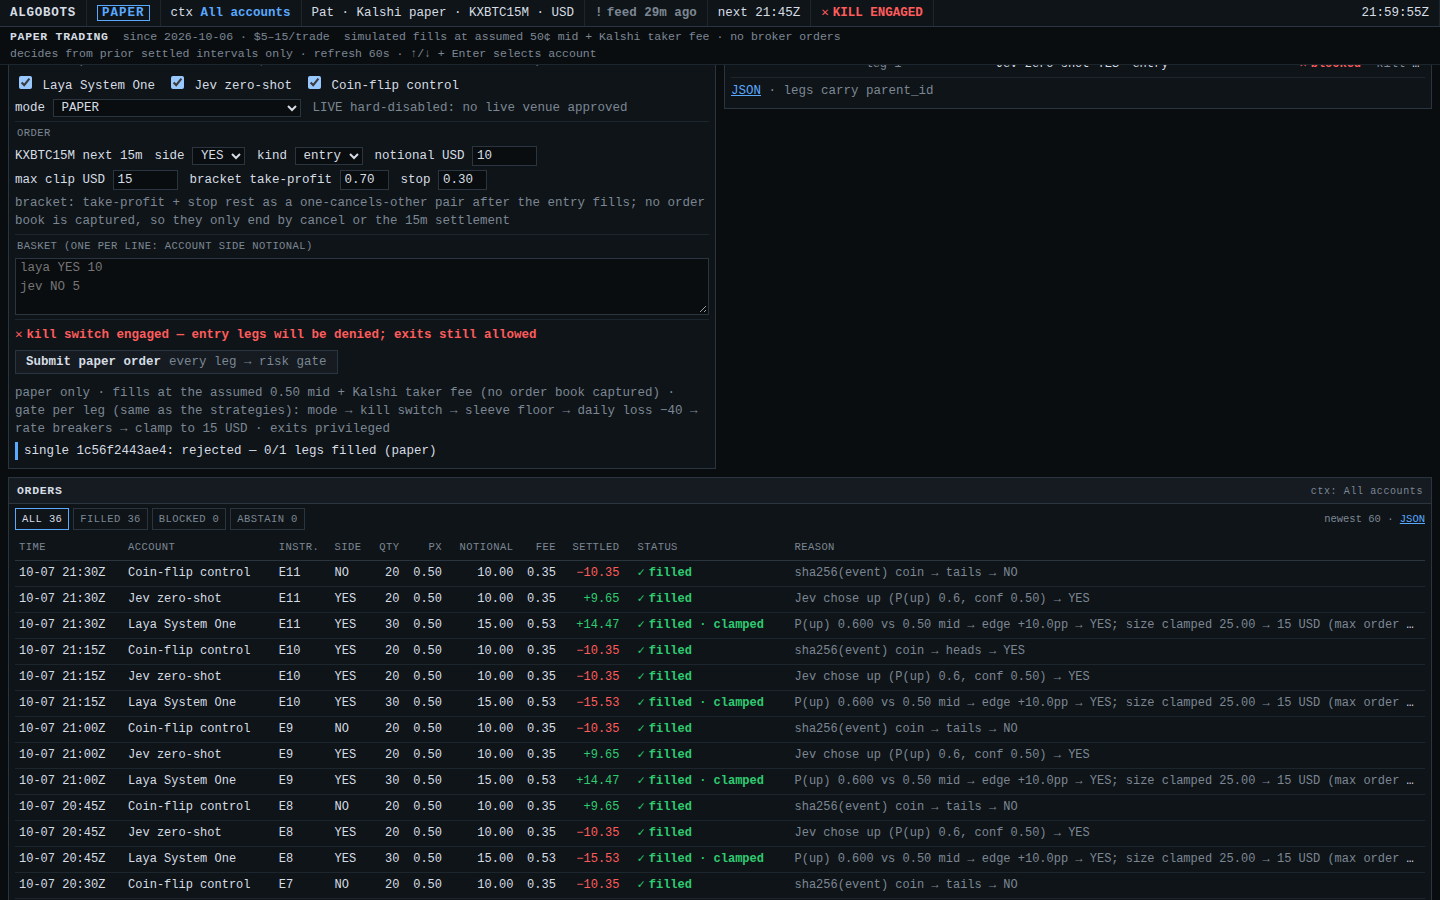 ALGOBOTS PAPER ctx All accounts Pat · Kalshi paper · KXBTC15M · USD ! feed 29m ago next 21:45Z × KILL ENGAGED 21:59:55Z
PAPER TRADING since 2026-10-06 · $5–15/trade simulated fills at assumed 50¢ mid + Kalshi taker fee · no broker orders
decides from prior settled intervals only · refresh 60s · ↑/↓ + Enter selects account
Laya System One Jev zero-shot Coin-flip control
mode PAPER LIVE hard-disabled: no live venue approved
ORDER
KXBTC15M next 15m side YES kind entry notional USD 10
max clip USD 15 bracket take-profit 0.70 stop 0.30
bracket: take-profit + stop rest as a one-cancels-other pair after the entry fills; no order
book is captured, so they only end by cancel or the 15m settlement
BASKET (ONE PER LINE: ACCOUNT SIDE NOTIONAL)
laya YES 10
jev NO 5
× kill switch engaged — entry legs will be denied; exits still allowed
Submit paper order every leg → risk gate
paper only · fills at the assumed 0.50 mid + Kalshi taker fee (no order book captured) ·
gate per leg (same as the strategies): mode → kill switch → sleeve floor → daily loss −40 →
rate breakers → clamp to 15 USD · exits privileged
single 1c56f2443ae4: rejected — 0/1 legs filled (paper)
JSON · legs carry parent_id
ORDERS ctx: All accounts
ALL 36 FILLED 36 BLOCKED 0 ABSTAIN 0 newest 60 · JSON
TIME ACCOUNT INSTR. SIDE QTY PX NOTIONAL FEE SETTLED STATUS REASON
10-07 21:30Z Coin-flip control E11 NO 20 0.50 10.00 0.35 −10.35 ✓ filled sha256(event) coin → tails → NO
10-07 21:30Z Jev zero-shot E11 YES 20 0.50 10.00 0.35 +9.65 ✓ filled Jev chose up (P(up) 0.6, conf 0.50) → YES
10-07 21:30Z Laya System One E11 YES 30 0.50 15.00 0.53 +14.47 ✓ filled · clamped P(up) 0.600 vs 0.50 mid → edge +10.0pp → YES; size clamped 25.00 → 15 USD (max order …
10-07 21:15Z Coin-flip control E10 YES 20 0.50 10.00 0.35 −10.35 ✓ filled sha256(event) coin → heads → YES
10-07 21:15Z Jev zero-shot E10 YES 20 0.50 10.00 0.35 −10.35 ✓ filled Jev chose up (P(up) 0.6, conf 0.50) → YES
10-07 21:15Z Laya System One E10 YES 30 0.50 15.00 0.53 −15.53 ✓ filled · clamped P(up) 0.600 vs 0.50 mid → edge +10.0pp → YES; size clamped 25.00 → 15 USD (max order …
10-07 21:00Z Coin-flip control E9 NO 20 0.50 10.00 0.35 −10.35 ✓ filled sha256(event) coin → tails → NO
10-07 21:00Z Jev zero-shot E9 YES 20 0.50 10.00 0.35 +9.65 ✓ filled Jev chose up (P(up) 0.6, conf 0.50) → YES
10-07 21:00Z Laya System One E9 YES 30 0.50 15.00 0.53 +14.47 ✓ filled · clamped P(up) 0.600 vs 0.50 mid → edge +10.0pp → YES; size clamped 25.00 → 15 USD (max order …
10-07 20:45Z Coin-flip control E8 NO 20 0.50 10.00 0.35 +9.65 ✓ filled sha256(event) coin → tails → NO
10-07 20:45Z Jev zero-shot E8 YES 20 0.50 10.00 0.35 −10.35 ✓ filled Jev chose up (P(up) 0.6, conf 0.50) → YES
10-07 20:45Z Laya System One E8 YES 30 0.50 15.00 0.53 −15.53 ✓ filled · clamped P(up) 0.600 vs 0.50 mid → edge +10.0pp → YES; size clamped 25.00 → 15 USD (max order …
10-07 20:30Z Coin-flip control E7 NO 20 0.50 10.00 0.35 −10.35 ✓ filled sha256(event) coin → tails → NO